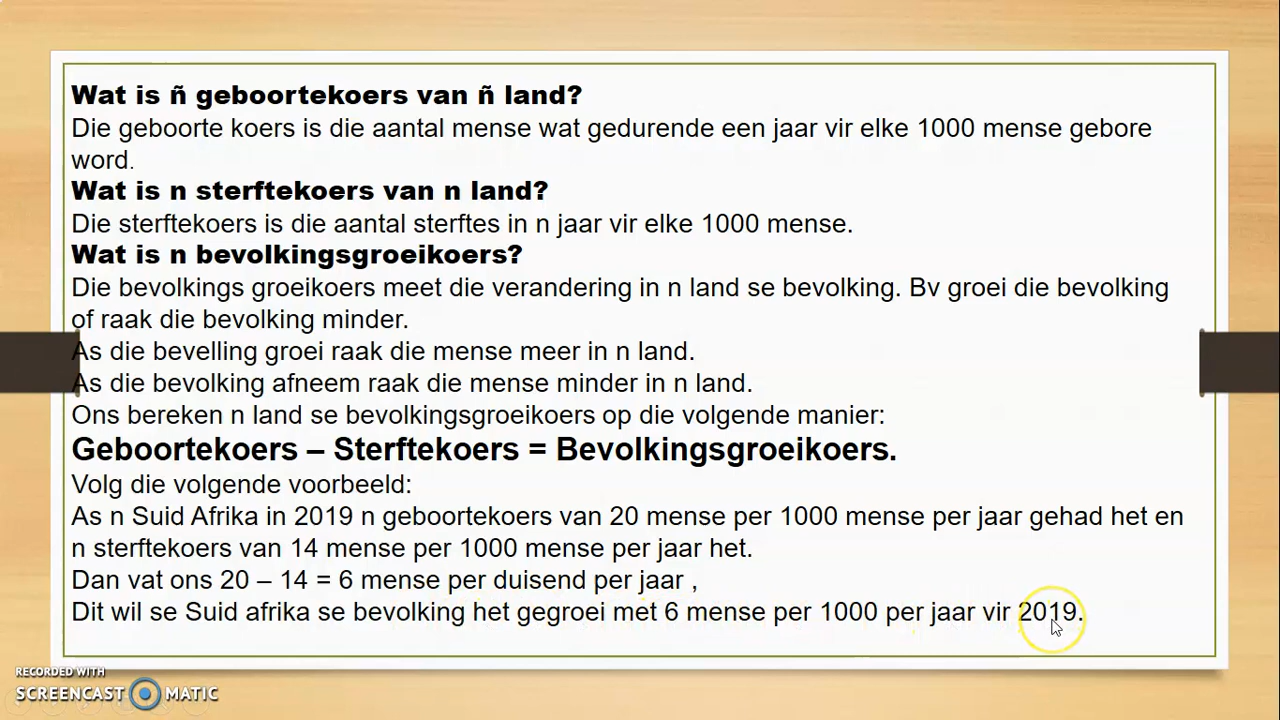 Wat is ñ geboortekoers van ñ land?
Die geboorte koers is die aantal mense wat gedurende een jaar vir elke 1000 mense gebore
word.
Wat is n sterftekoers van n land?
Die sterftekoers is die aantal sterftes in n jaar vir elke 1000 mense.
Wat is n bevolkingsgroeikoers?
Die bevolkings groeikoers meet die verandering in n land se bevolking. Bv groei die bevolking
of raak die bevolking minder.
As die bevelling groei raak die mense meer in n land.
As die bevolking afneem raak die mense minder in n land.
Ons bereken n land se bevolkingsgroeikoers op die volgende manier:
Geboortekoers – Sterftekoers = Bevolkingsgroeikoers.
Volg die volgende voorbeeld:
As n Suid Afrika in 2019 n geboortekoers van 20 mense per 1000 mense per jaar gehad het en
n sterftekoers van 14 mense per 1000 mense per jaar het.
Dan vat ons 20 – 14 = 6 mense per duisend per jaar ,
Dit wil se Suid afrika se bevolking het gegroei met 6 mense per 1000 per jaar vir 2019.
RECORDED WITH
SCREENCAST MATIC